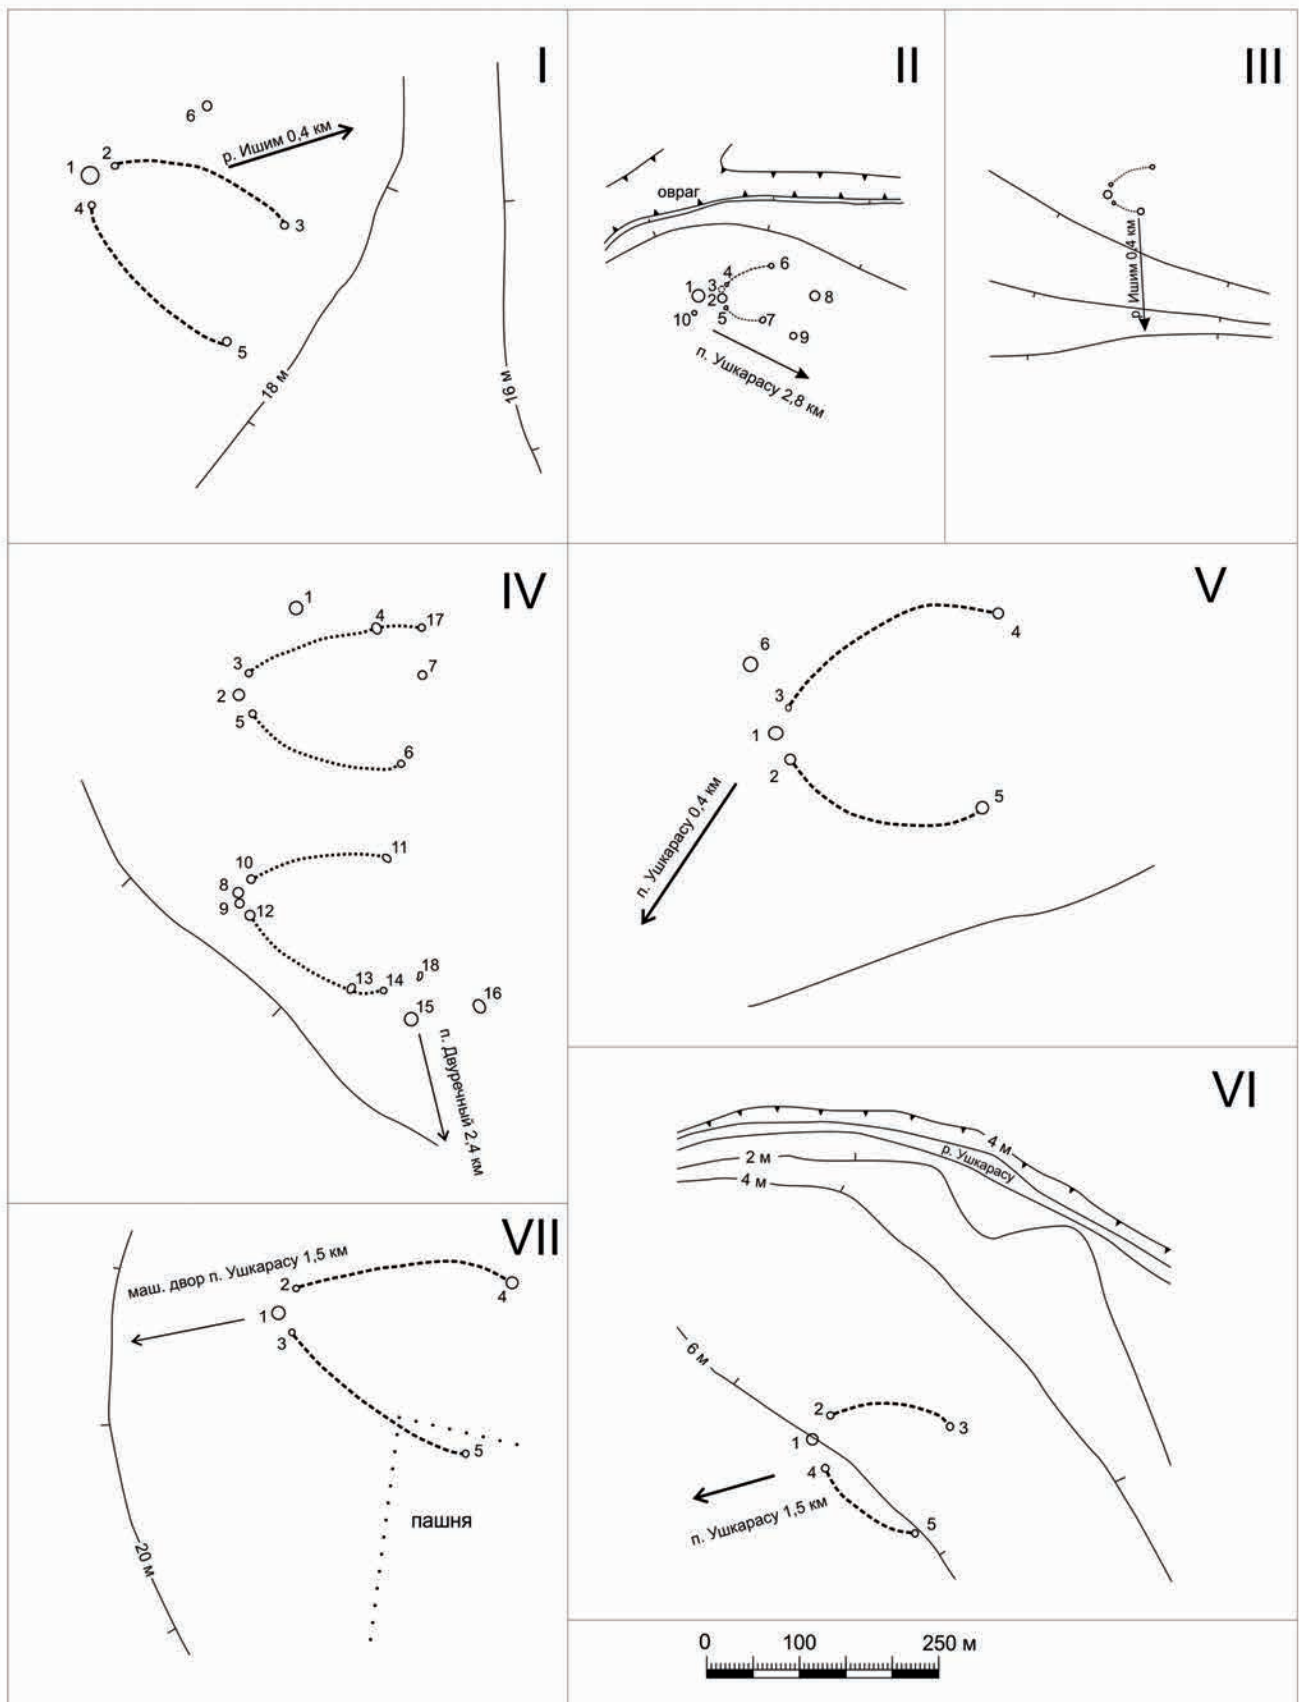 I
6
р. Ишим 0,4 км
1
2
4
3
5
18 м
16 м
II
овраг
4
6
3
1
2
8
5
7
10
9
п. Ушкарасу 2,8 км
III
р. Ишим 0,4 км
IV
1
4
17
3
7
2
5
6
10
11
8
9
12
13
14
18
15
16
п. Двуречный 2,4 км
V
6
4
3
1
2
5
п. Ушкарасу 0,4 км
VI
4 м
р. Ушкарасу
2 м
4 м
6 м
2
3
1
4
5
п. Ушкарасу 1,5 км
VII
маш. двор п. Ушкарасу 1,5 км
2
4
1
3
5
пашня
20 м
0 100 250 м